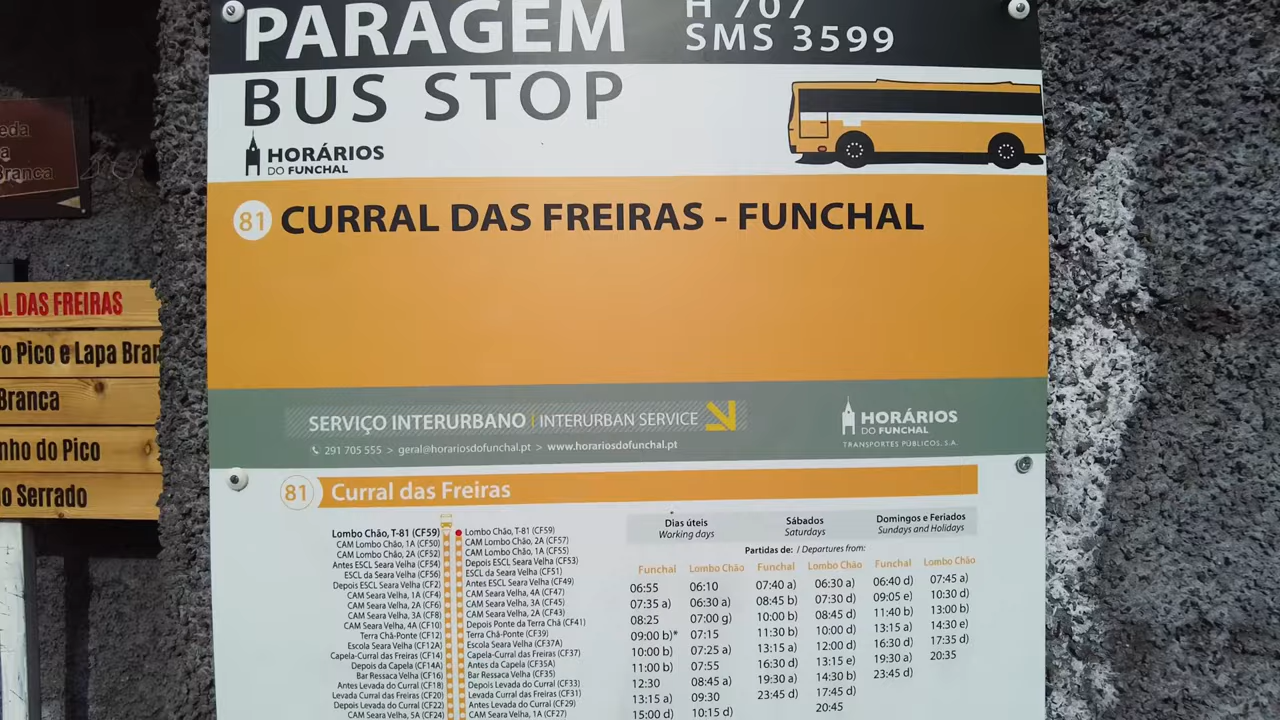 PARAGEM
H 707
SMS 3599
BUS STOP
HORÁRIOS
DO FUNCHAL
81 CURRAL DAS FREIRAS - FUNCHAL
SERVIÇO INTERURBANO | INTERURBAN SERVICE
291 705 555 > geral@horariosdofunchal.pt > www.horariosdofunchal.pt
HORÁRIOS
DO FUNCHAL
TRANSPORTES PÚBLICOS, S.A.
81 Curral das Freiras
Lombo Chão, T-81 (CF59)
CAM Lombo Chão, 1A (CF50)
CAM Lombo Chão, 2A (CF52)
Antes ESCL Seara Velha (CF54)
ESCL da Seara Velha (CF56)
Depois ESCL Seara Velha (CF2)
CAM Seara Velha, 1A (CF4)
CAM Seara Velha, 2A (CF6)
CAM Seara Velha, 3A (CF8)
CAM Seara Velha, 4A (CF10)
Terra Chã-Ponte (CF12)
Escola Seara Velha (CF12A)
Capela-Curral das Freiras (CF14)
Depois da Capela (CF14A)
Bar Ressaca Velha (CF16)
Antes Levada do Curral (CF18)
Levada Curral das Freiras (CF20)
Depois Levada do Curral (CF22)
CAM Seara Velha, 5A (CF24)
Lombo Chão, T-81 (CF59)
CAM Lombo Chão, 2A (CF57)
CAM Lombo Chão, 1A (CF55)
Depois ESCL Seara Velha (CF53)
ESCL da Seara Velha (CF51)
Antes ESCL Seara Velha (CF49)
CAM Seara Velha, 4A (CF47)
CAM Seara Velha, 3A (CF45)
CAM Seara Velha, 2A (CF43)
Depois Ponte da Terra Chã (CF41)
Terra Chã-Ponte (CF39)
Escola Seara Velha (CF37A)
Capela-Curral das Freiras (CF37)
Antes da Capela (CF35A)
Bar Ressaca Velha (CF35)
Depois Levada do Curral (CF33)
Levada Curral das Freiras (CF31)
Antes Levada do Curral (CF29)
CAM Seara Velha, 1A (CF27)
Dias úteis Sábados Domingos e Feriados
Working days Saturdays Sundays and Holidays
Partidas de: / Departures from:
Funchal Lombo Chão Funchal Lombo Chão Funchal Lombo Chão
06:55 06:10 07:40 a) 06:30 a) 06:40 d) 07:45 a)
07:35 a) 06:30 a) 08:45 b) 07:30 d) 09:05 e) 10:30 d)
08:25 07:00 g) 10:00 b) 08:45 d) 11:40 b) 13:00 b)
09:00 b)* 07:15 11:30 b) 10:00 d) 13:15 a) 14:30 e)
10:00 b) 07:25 a) 13:15 a) 12:00 d) 16:30 d) 17:35 d)
11:00 b) 07:55 16:30 d) 13:15 e) 19:30 a) 20:35
12:30 08:45 a) 19:30 a) 14:30 b) 23:45 d)
13:15 a) 09:30 23:45 d) 17:45 d)
15:00 d) 10:15 d) 20:45
eda
a
Branca
AL DAS FREIRAS
o Pico e Lapa Bran
Branca
nho do Pico
o Serrado